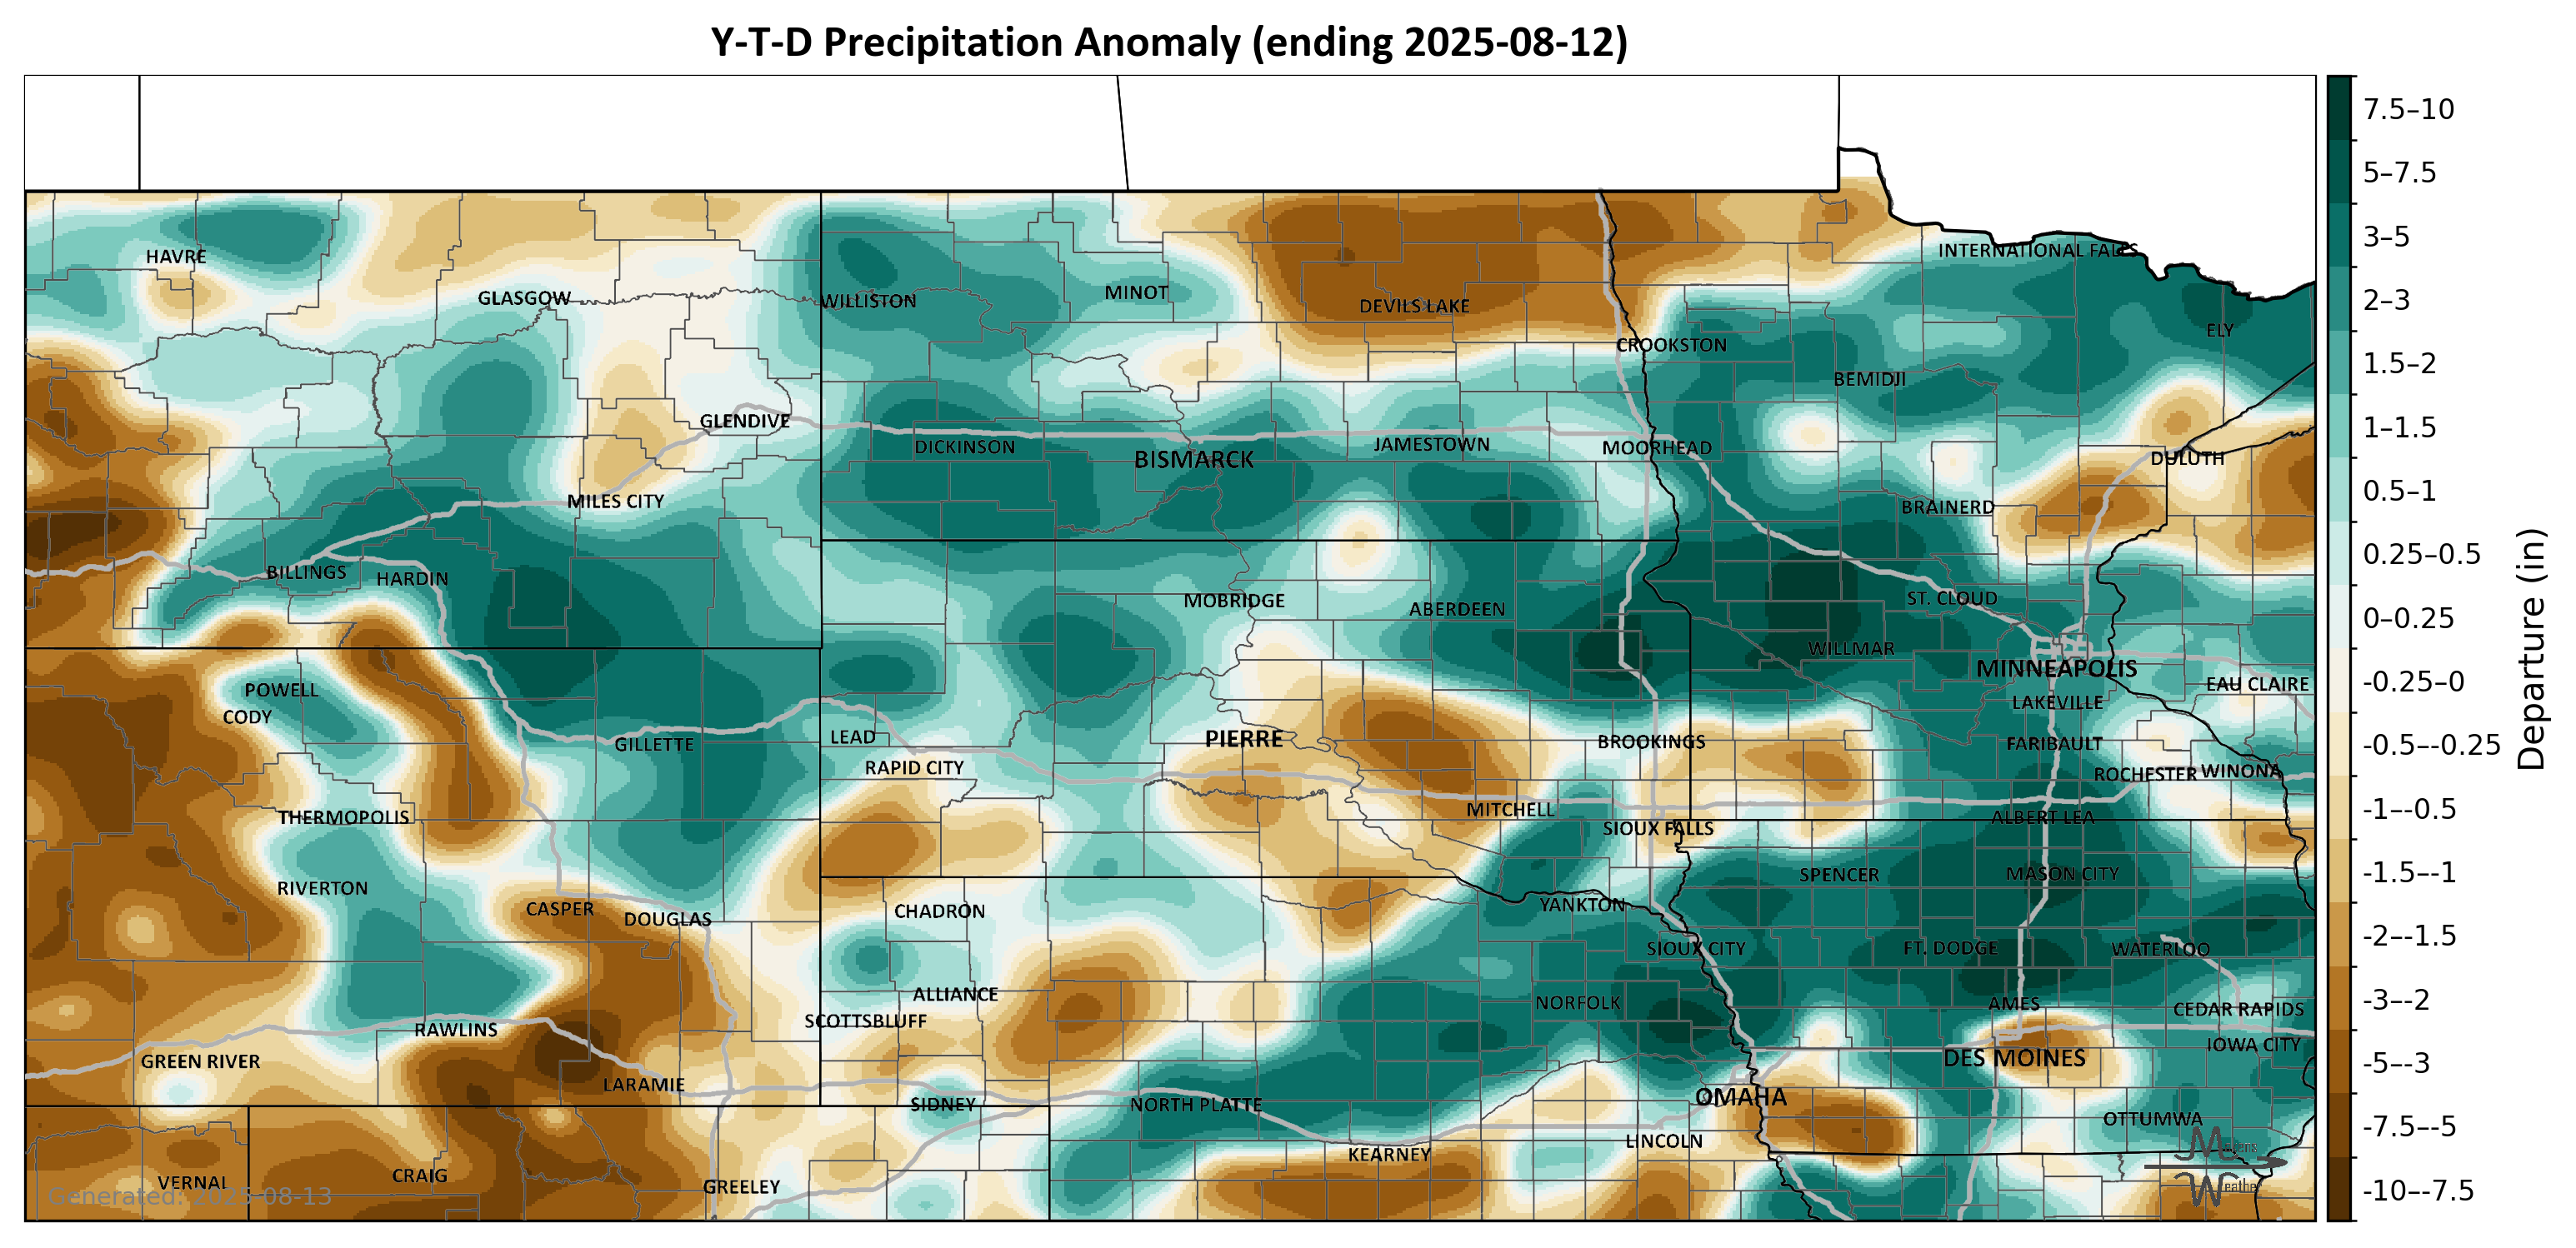 Y-T-D Precipitation Anomaly (ending 2025-08-12)
7.5–10
5–7.5
3–5
2–3
1.5–2
1–1.5
0.5–1
0.25–0.5
0–0.25
-0.25–0
-0.5–-0.25
-1–-0.5
-1.5–-1
-2–-1.5
-3–-2
-5–-3
-7.5–-5
-10–-7.5
Departure (in)
INTERNATIONAL FALLS
HAVRE
GLASGOW
WILLISTON
MINOT
DEVILS LAKE
ELY
CROOKSTON
BEMIDJI
GLENDIVE
DICKINSON
BISMARCK
JAMESTOWN
MOORHEAD
DULUTH
MILES CITY
BRAINERD
BILLINGS
HARDIN
MOBRIDGE
ABERDEEN
ST. CLOUD
WILLMAR
MINNEAPOLIS
POWELL
CODY
LAKEVILLE
EAU CLAIRE
GILLETTE
LEAD
PIERRE
BROOKINGS
FARIBAULT
RAPID CITY
ROCHESTER
WINONA
THERMOPOLIS
MITCHELL
SIOUX FALLS
ALBERT LEA
RIVERTON
SPENCER
MASON CITY
CASPER
DOUGLAS
CHADRON
YANKTON
SIOUX CITY
FT. DODGE
WATERLOO
ALLIANCE
NORFOLK
AMES
CEDAR RAPIDS
SCOTTSBLUFF
RAWLINS
GREEN RIVER
DES MOINES
IOWA CITY
LARAMIE
SIDNEY
NORTH PLATTE
OMAHA
OTTUMWA
LINCOLN
KEARNEY
VERNAL
CRAIG
GREELEY
Generated: 2025-08-13